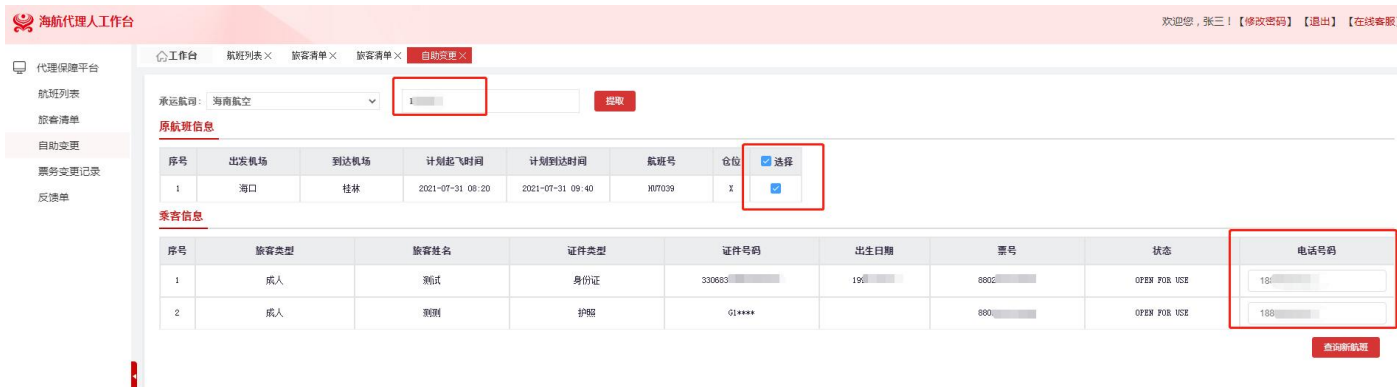 海航代理人工作台
欢迎您，张三！【修改密码】【退出】【在线客服
代理保障平台
航班列表
旅客清单
自助变更
票务变更记录
反馈单
工作台 航班列表× 旅客清单× 旅客清单× 自助变更×
承运航司： 海南航空 1 提取
原航班信息
序号 出发机场 到达机场 计划起飞时间 计划到达时间 航班号 仓位 选择
1 海口 桂林 2021-07-31 08:20 2021-07-31 09:40 HU7039 X
乘客信息
序号 旅客类型 旅客姓名 证件类型 证件号码 出生日期 票号 状态 电话号码
1 成人 测试 身份证 330683 199 8802 OPEN FOR USE 18
2 成人 测测 护照 G1**** 880 OPEN FOR USE 188
查询新航班